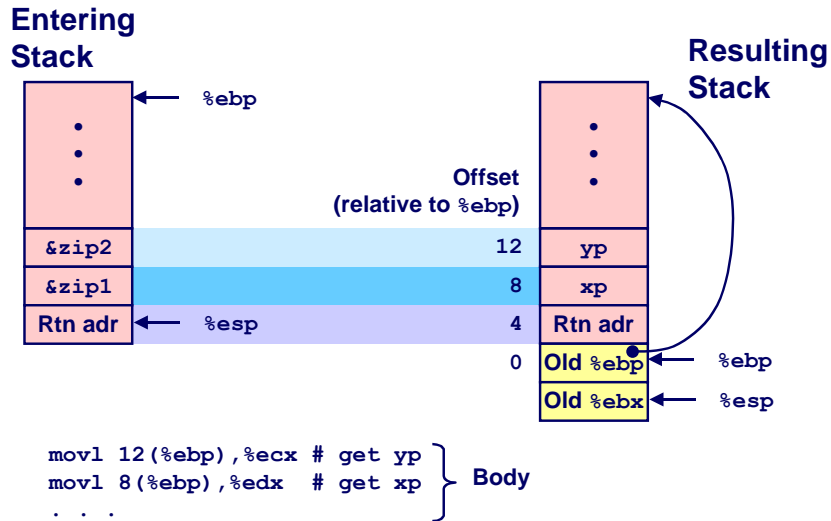 Entering
Stack
%ebp
•
•
•
&zip2
&zip1
Rtn adr
%esp
Offset
(relative to %ebp)
12
8
4
0
Resulting
Stack
•
•
•
yp
xp
Rtn adr
Old %ebp
%ebp
Old %ebx
%esp
movl 12(%ebp),%ecx # get yp
movl 8(%ebp),%edx # get xp
. . .
Body